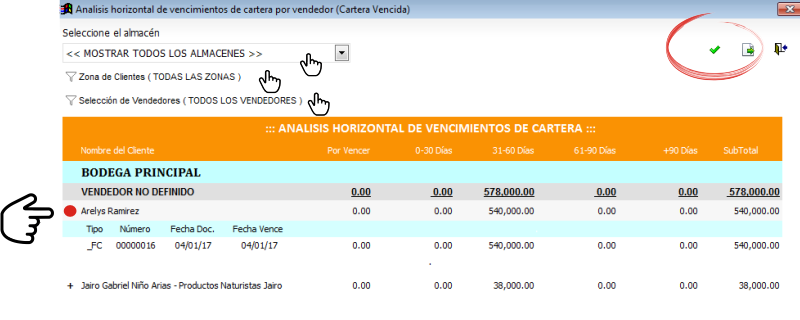 Analisis horizontal de vencimientos de cartera por vendedor (Cartera Vencida)
Seleccione el almacén
<< MOSTRAR TODOS LOS ALMACENES >>
Zona de Clientes ( TODAS LAS ZONAS )
Selección de Vendedores ( TODOS LOS VENDEDORES )
::: ANALISIS HORIZONTAL DE VENCIMIENTOS DE CARTERA :::
Nombre del Cliente Por Vencer 0-30 Días 31-60 Días 61-90 Días +90 Días SubTotal
BODEGA PRINCIPAL
VENDEDOR NO DEFINIDO 0.00 0.00 578,000.00 0.00 0.00 578,000.00
Arelys Ramirez 0.00 0.00 540,000.00 0.00 0.00 540,000.00
Tipo Número Fecha Doc. Fecha Vence
_FC 00000016 04/01/17 04/01/17 0.00 0.00 540,000.00 0.00 0.00 540,000.00
+ Jairo Gabriel Niño Arias - Productos Naturistas Jairo 0.00 0.00 38,000.00 0.00 0.00 38,000.00